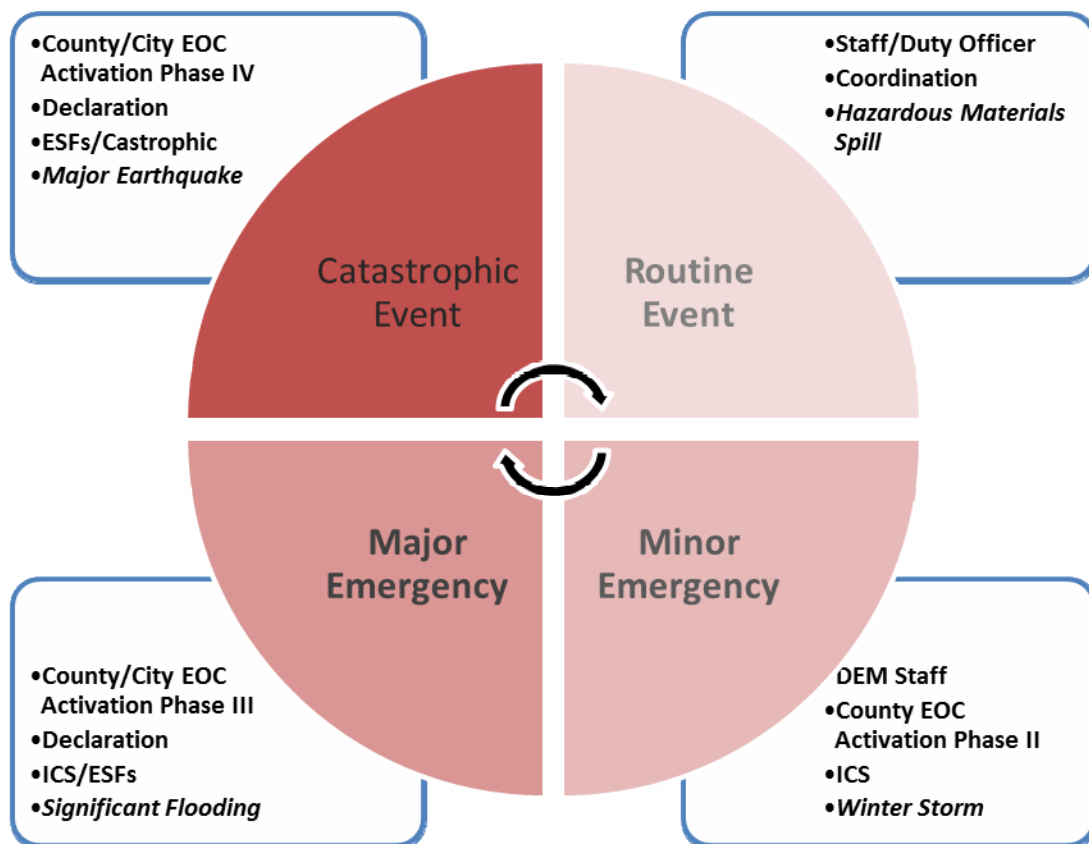 •County/City EOC
Activation Phase IV
•Declaration
•ESFs/Castrophic
•Major Earthquake
•Staff/Duty Officer
•Coordination
•Hazardous Materials
Spill
Catastrophic
Event
Routine
Event
Major
Emergency
Minor
Emergency
•County/City EOC
Activation Phase III
•Declaration
•ICS/ESFs
•Significant Flooding
DEM Staff
•County EOC
Activation Phase II
•ICS
•Winter Storm